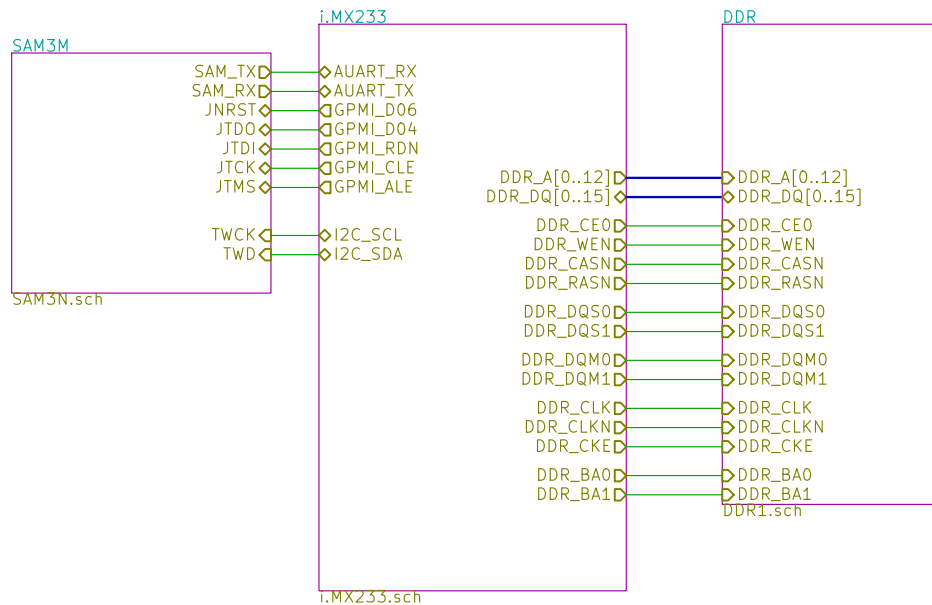 SAM3M
SAM_TX
SAM_RX
JNRST
JTDO
JTDI
JTCK
JTMS
TWCK
TWD
SAM3N.sch
i.MX233
AUART_RX
AUART_TX
GPMI_D06
GPMI_D04
GPMI_RDN
GPMI_CLE
GPMI_ALE
I2C_SCL
I2C_SDA
DDR_A[0..12]
DDR_DQ[0..15]
DDR_CE0
DDR_WEN
DDR_CASN
DDR_RASN
DDR_DQS0
DDR_DQS1
DDR_DQM0
DDR_DQM1
DDR_CLK
DDR_CLKN
DDR_CKE
DDR_BA0
DDR_BA1
i.MX233.sch
DDR
DDR_A[0..12]
DDR_DQ[0..15]
DDR_CE0
DDR_WEN
DDR_CASN
DDR_RASN
DDR_DQS0
DDR_DQS1
DDR_DQM0
DDR_DQM1
DDR_CLK
DDR_CLKN
DDR_CKE
DDR_BA0
DDR_BA1
DDR1.sch